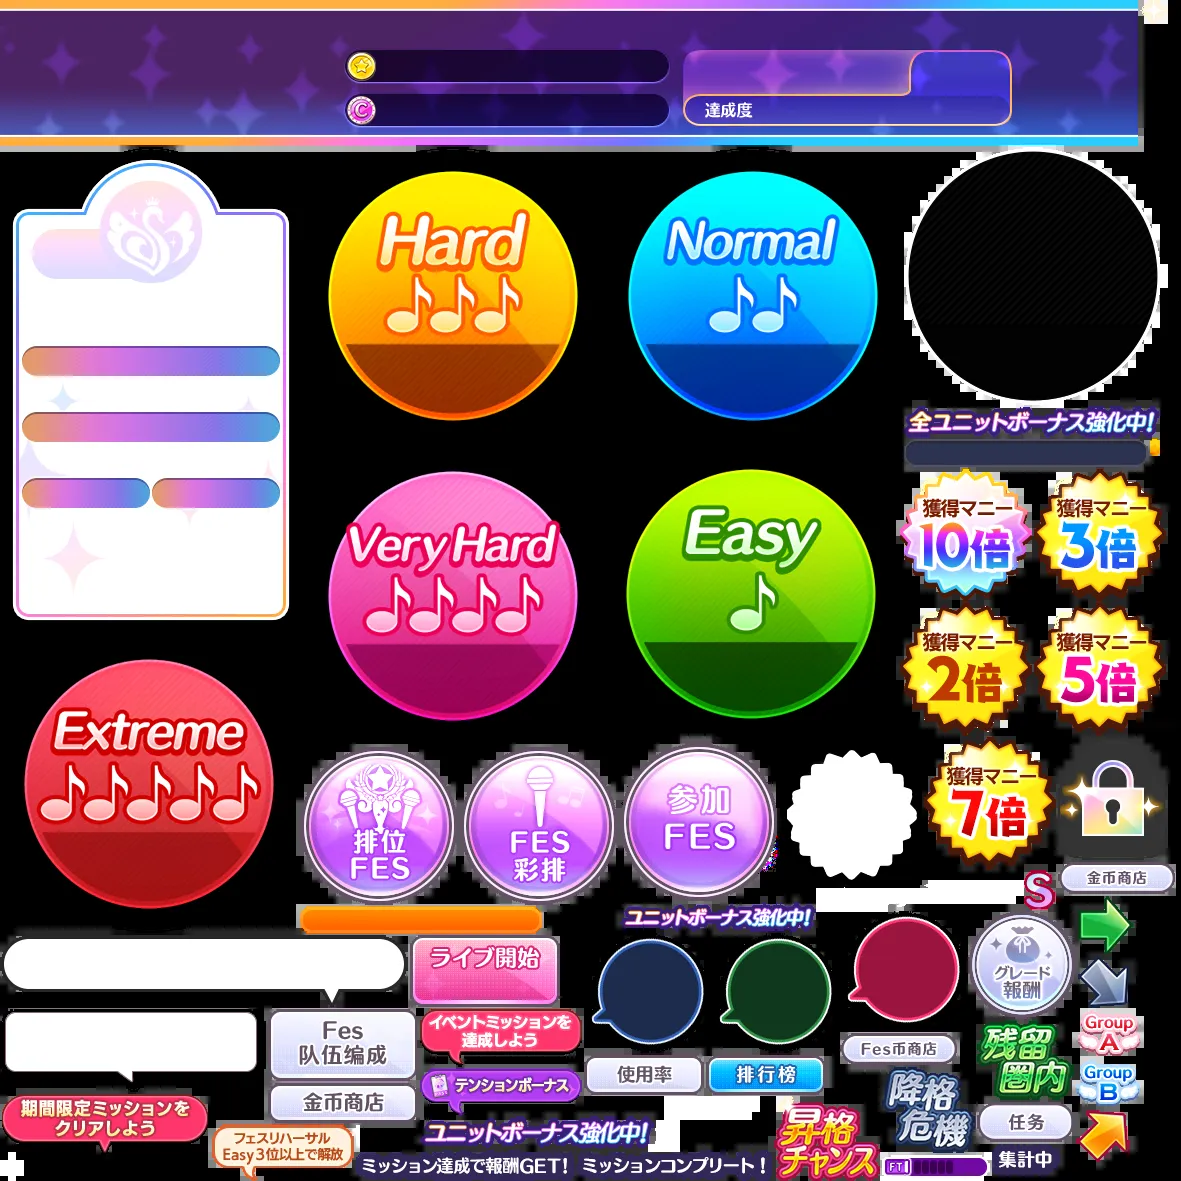 達成度
Hard
Normal
全ユニットボーナス強化中!
獲得マニー
10倍
獲得マニー
3倍
Very Hard
Easy
獲得マニー
2倍
獲得マニー
5倍
Extreme
獲得マニー
7倍
排位
FES
FES
彩排
参加
FES
金币商店
S
ユニットボーナス強化中!
ライブ開始
グレード
報酬
Fes
队伍编成
イベントミッションを
達成しよう
Group
A
Fes币商店
残留
圏内
使用率
排行榜
テンションボーナス
Group
B
降格
危機
金币商店
期間限定ミッションを
クリアしよう
昇格
チャンス
任务
フェスリハーサル
Easy3位以上で解放
ユニットボーナス強化中!
ミッション達成で報酬GET!
ミッションコンプリート!
FT
集計中